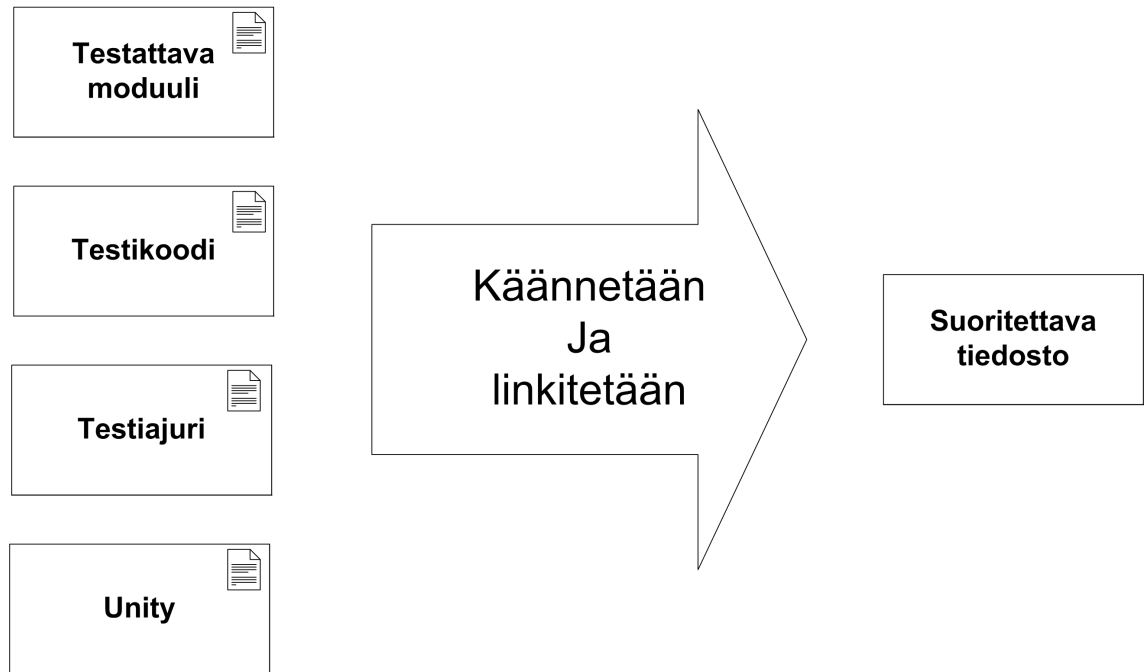 Testattava
moduuli
Testikoodi
Testiajuri
Unity
Käännetään
Ja
linkitetään
Suoritettava
tiedosto